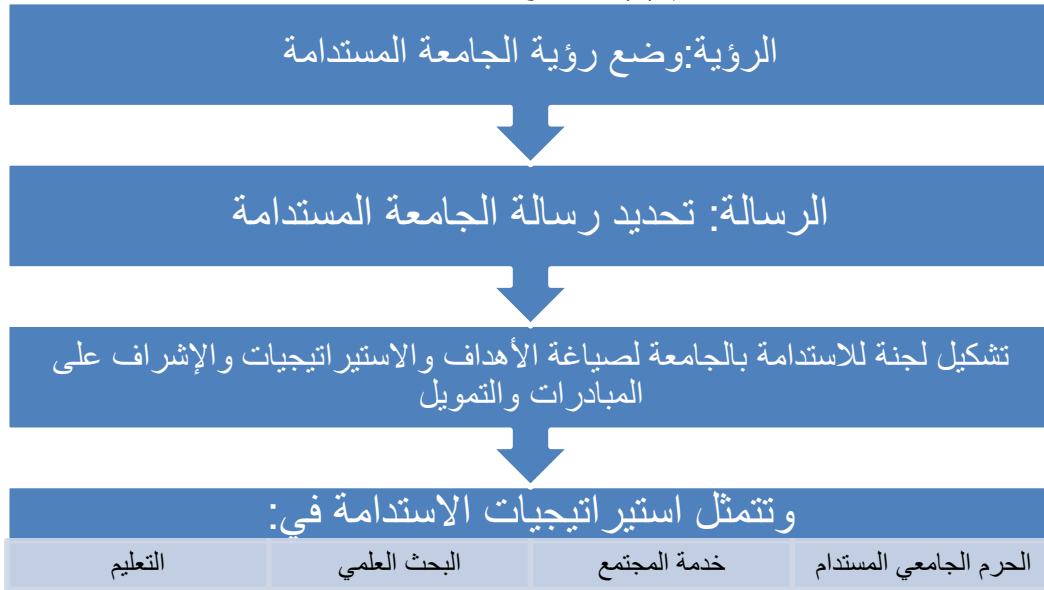 الرؤية:وضع رؤية الجامعة المستدامة
الرسالة: تحديد رسالة الجامعة المستدامة
تشكيل لجنة للاستدامة بالجامعة لصياغة الأهداف والاستيراتيجيات والإشراف على
المبادرات والتمويل
وتتمثل استيراتيجيات الاستدامة في:
الحرم الجامعي المستدام
خدمة المجتمع
البحث العلمي
التعليم